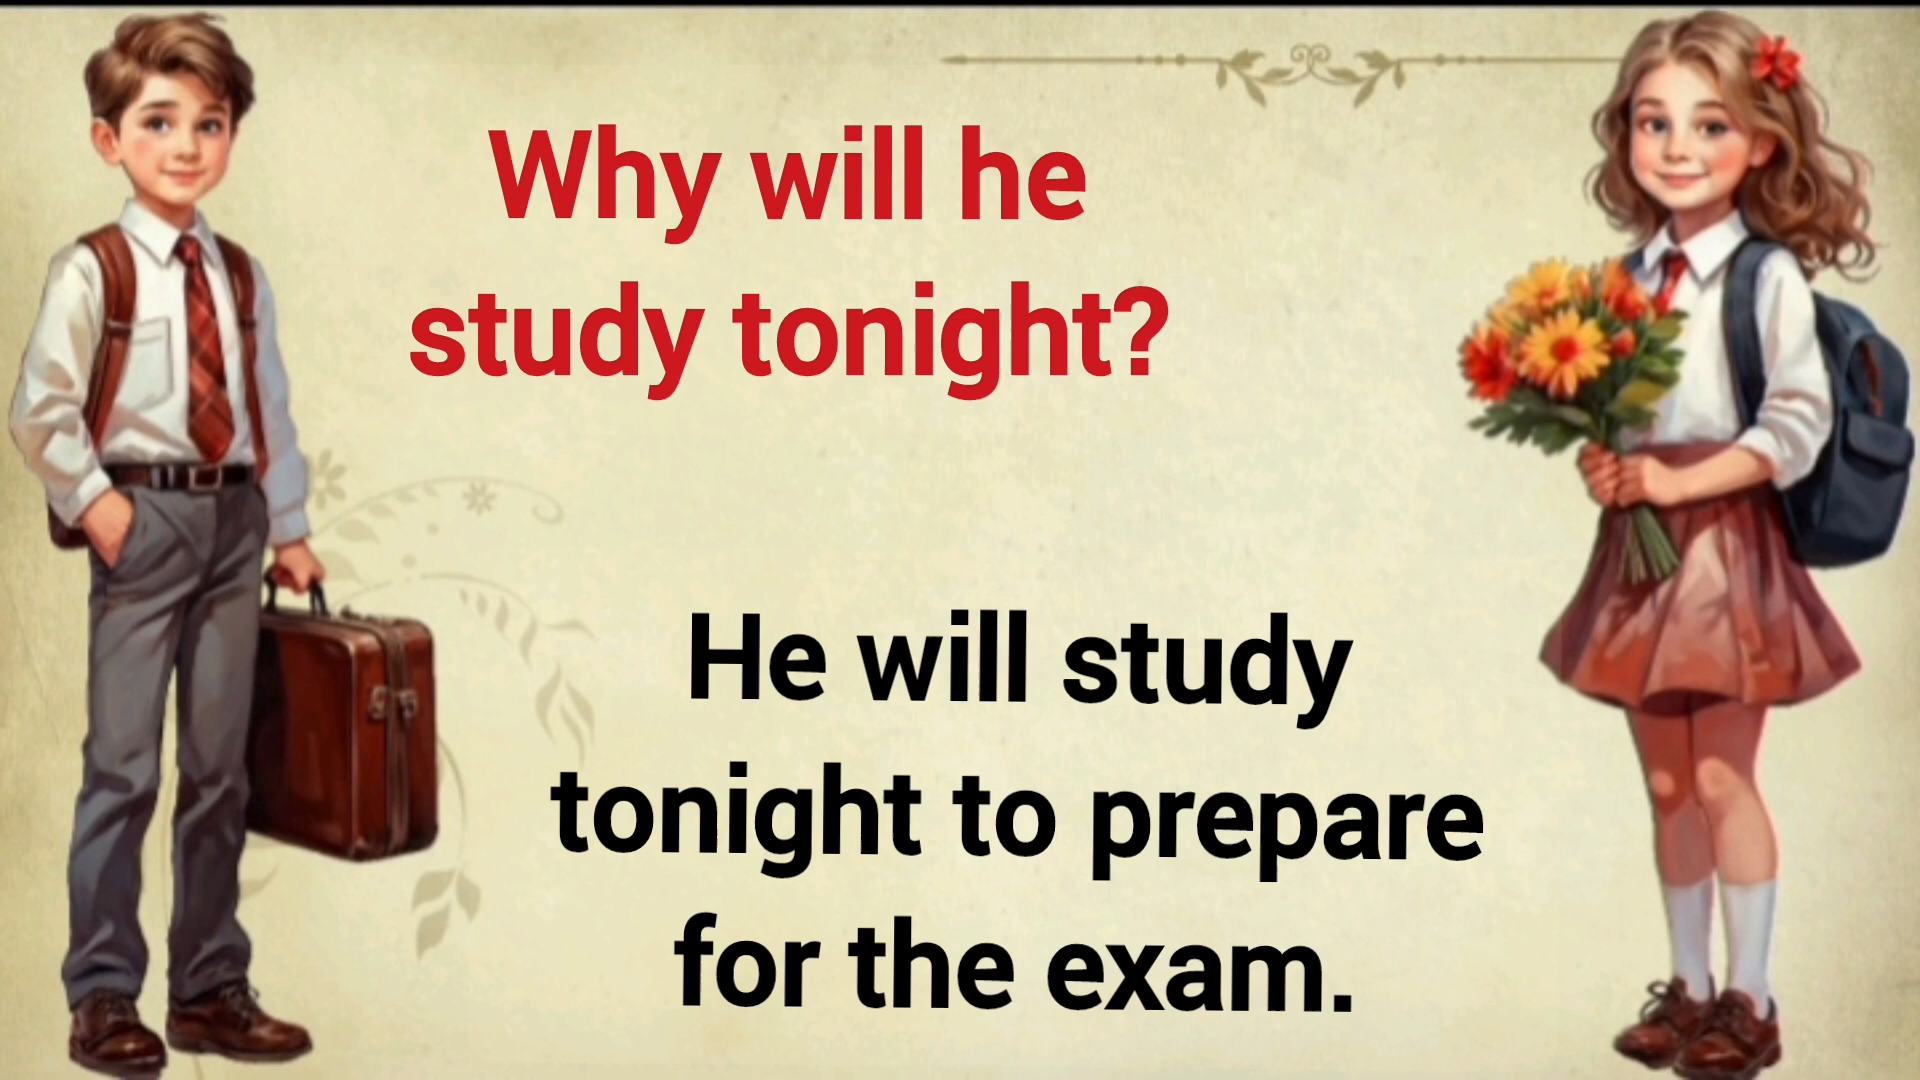 Why will he
study tonight?
He will study
tonight to prepare
for the exam.